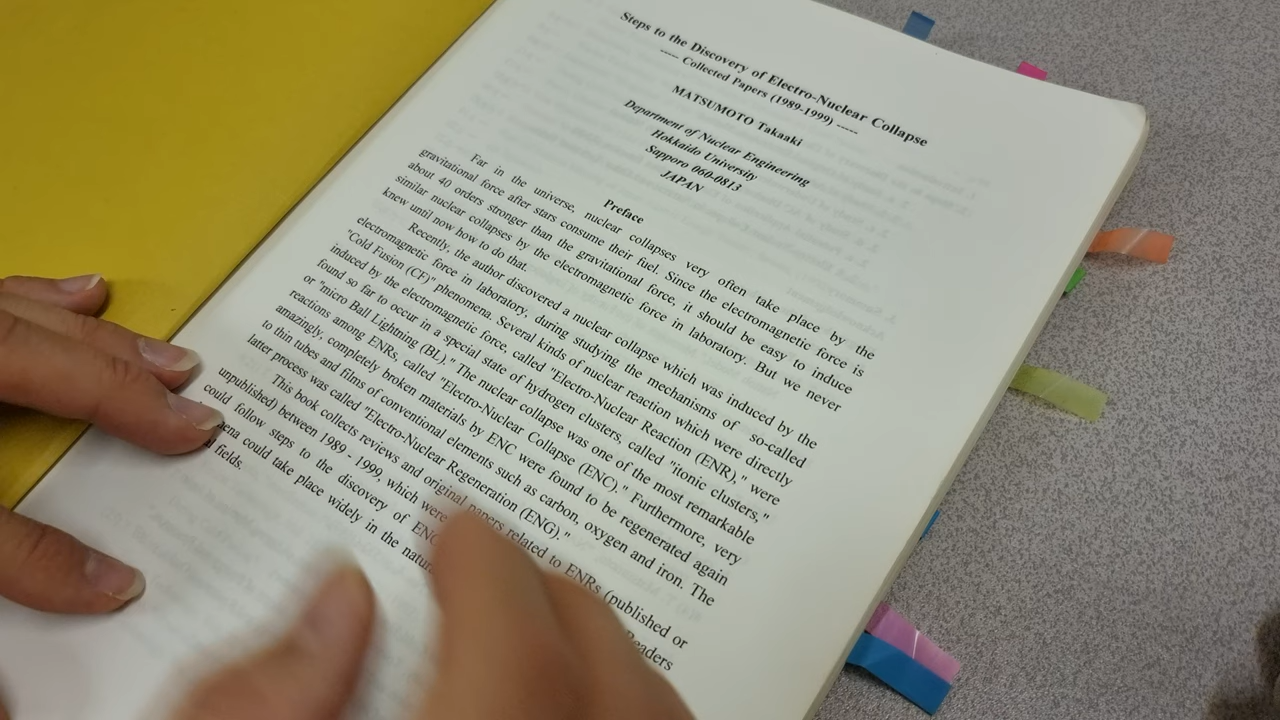 Steps to the Discovery of Electro-Nuclear Collapse
----- Collected Papers (1989-1999) -----
MATSUMOTO Takaaki
Department of Nuclear Engineering
Hokkaido University
Sapporo 060-0813
JAPAN
Preface
Far in the universe, nuclear collapses very often take place by the
gravitational force after stars consume their fuel. Since the electromagnetic force is
about 40 orders stronger than the gravitational force, it should be easy to induce
similar nuclear collapses by the electromagnetic force in laboratory. But we never
knew until now how to do that.
Recently, the author discovered a nuclear collapse which was induced by the
electromagnetic force in laboratory, during studying the mechanisms of so-called
"Cold Fusion (CF)" phenomena. Several kinds of nuclear reaction which were directly
induced by the electromagnetic force, called "Electro-Nuclear Reaction (ENR)," were
found so far to occur in a special state of hydrogen clusters, called "itonic clusters,"
or "micro Ball Lightning (BL)." The nuclear collapse was one of the most remarkable
reactions among ENRs, called "Electro-Nuclear Collapse (ENC)." Furthermore, very
amazingly, completely broken materials by ENC were found to be regenerated again
to thin tubes and films of conventional elements such as carbon, oxygen and iron. The
latter process was called "Electro-Nuclear Regeneration (ENG)."
This book collects reviews and original papers related to ENRs (published or
unpublished) between 1989 - 1999, which were Readers
could follow steps to the discovery of ENC
could take place widely in the
fields.